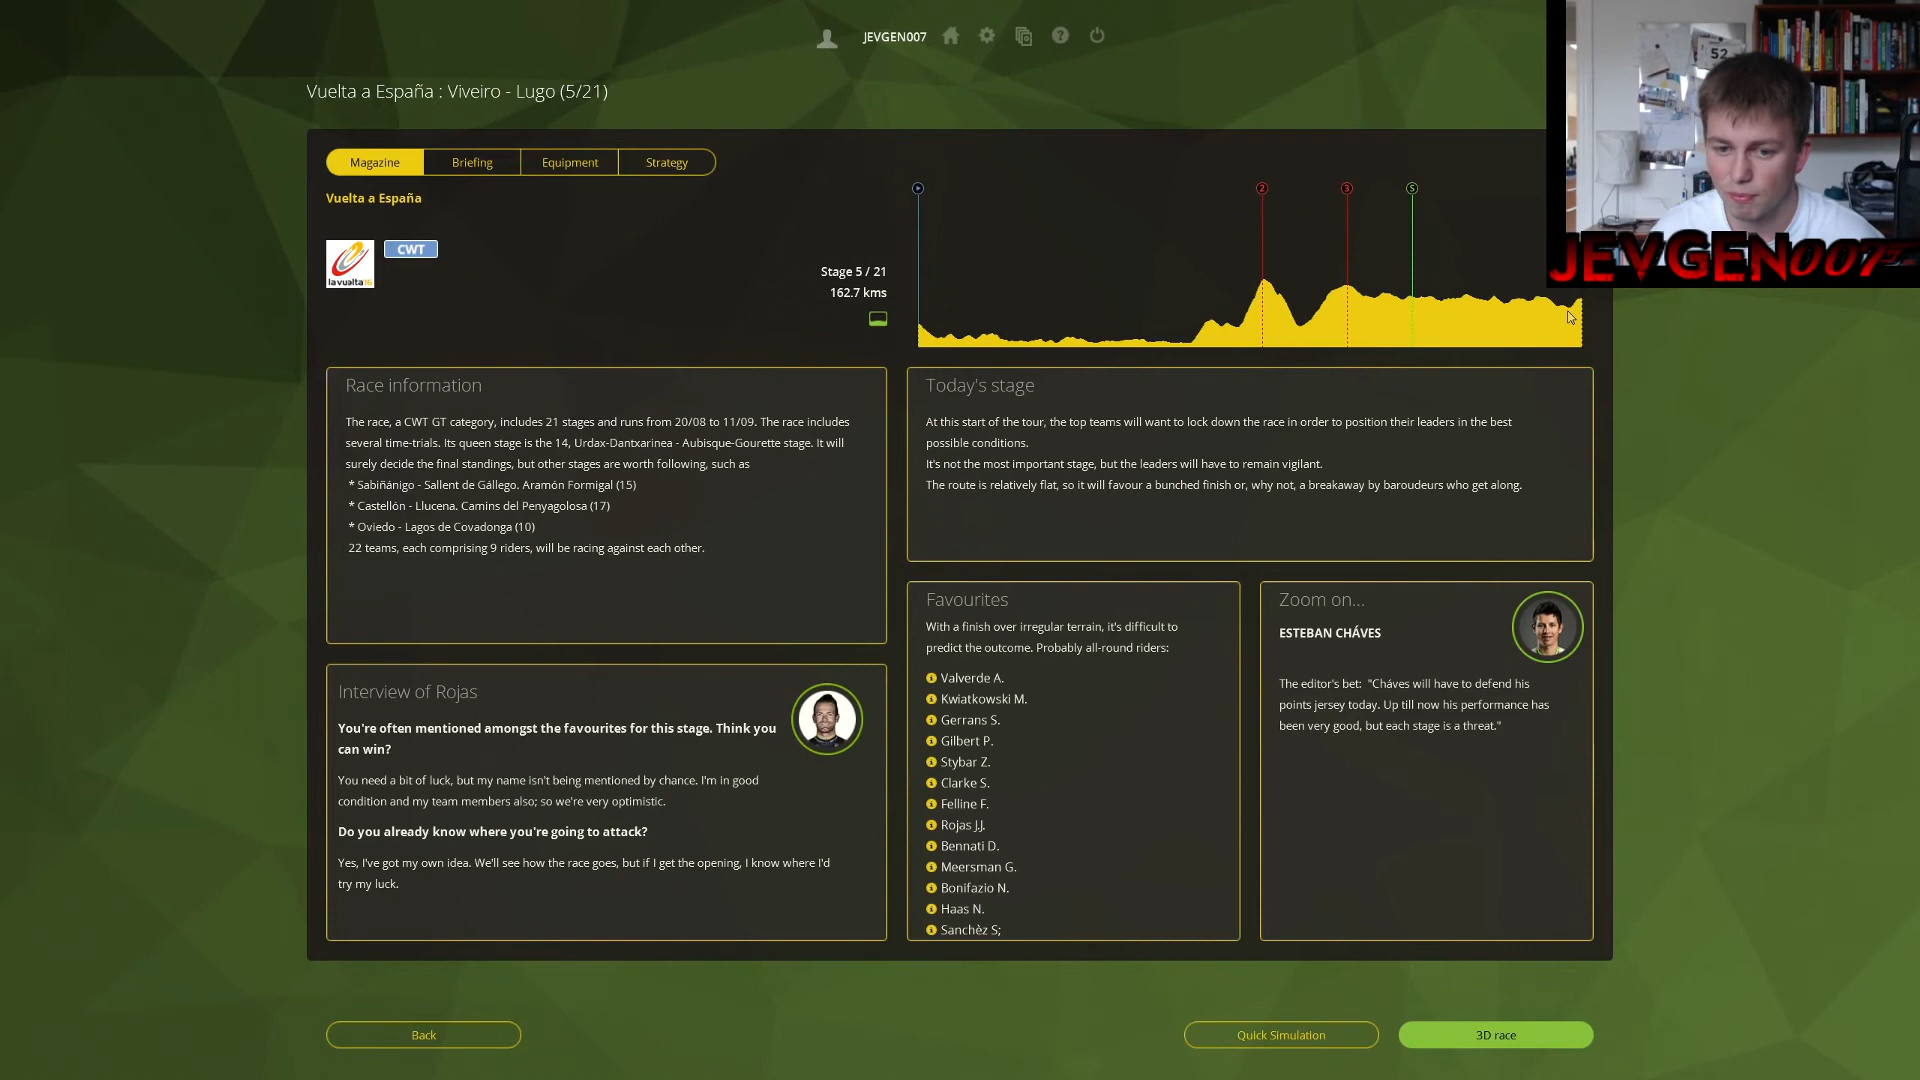 JEVGEN007
?
52
Vuelta a España : Viveiro - Lugo (5/21)
Magazine
Briefing
Equipment
Strategy
Vuelta a España
la vuelta16
CWT
Stage 5 / 21
162.7 kms
2
3
S
JEVGEN007
Race information
The race, a CWT GT category, includes 21 stages and runs from 20/08 to 11/09. The race includes
several time-trials. Its queen stage is the 14, Urdax-Dantxarinea - Aubisque-Gourette stage. It will
surely decide the final standings, but other stages are worth following, such as
* Sabiñánigo - Sallent de Gállego. Aramón Formigal (15)
* Castellón - Llucena. Camins del Penyagolosa (17)
* Oviedo - Lagos de Covadonga (10)
22 teams, each comprising 9 riders, will be racing against each other.
Today's stage
At this start of the tour, the top teams will want to lock down the race in order to position their leaders in the best
possible conditions.
It's not the most important stage, but the leaders will have to remain vigilant.
The route is relatively flat, so it will favour a bunched finish or, why not, a breakaway by baroudeurs who get along.
Interview of Rojas
You're often mentioned amongst the favourites for this stage. Think you
can win?
You need a bit of luck, but my name isn't being mentioned by chance. I'm in good
condition and my team members also; so we're very optimistic.
Do you already know where you're going to attack?
Yes, I've got my own idea. We'll see how the race goes, but if I get the opening, I know where I'd
try my luck.
Favourites
With a finish over irregular terrain, it's difficult to
predict the outcome. Probably all-round riders:
Valverde A.
Kwiatkowski M.
Gerrans S.
Gilbert P.
Stybar Z.
Clarke S.
Felline F.
Rojas J.J.
Bennati D.
Meersman G.
Bonifazio N.
Haas N.
Sanchèz S;
Zoom on...
ESTEBAN CHÁVES
The editor's bet: "Cháves will have to defend his
points jersey today. Up till now his performance has
been very good, but each stage is a threat."
Back
Quick Simulation
3D race